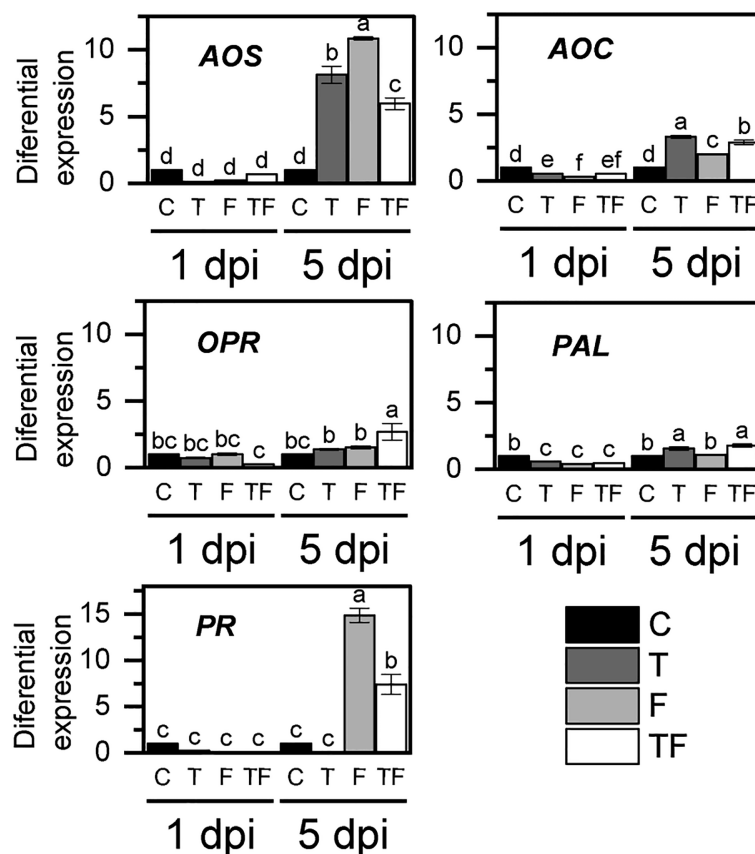 Diferential
expression
10
5
0
AOS
d d d d d b a c
C T F TF C T F TF
1 dpi 5 dpi
10
5
0
AOC
d e f ef d a c b
C T F TF C T F TF
1 dpi 5 dpi
Diferential
expression
10
5
0
OPR
bc bc bc c bc b b a
C T F TF C T F TF
1 dpi 5 dpi
10
5
0
PAL
b c c c b a b a
C T F TF C T F TF
1 dpi 5 dpi
Diferential
expression
15
10
5
0
PR
c c c c c c a b
C T F TF C T F TF
1 dpi 5 dpi
C
T
F
TF